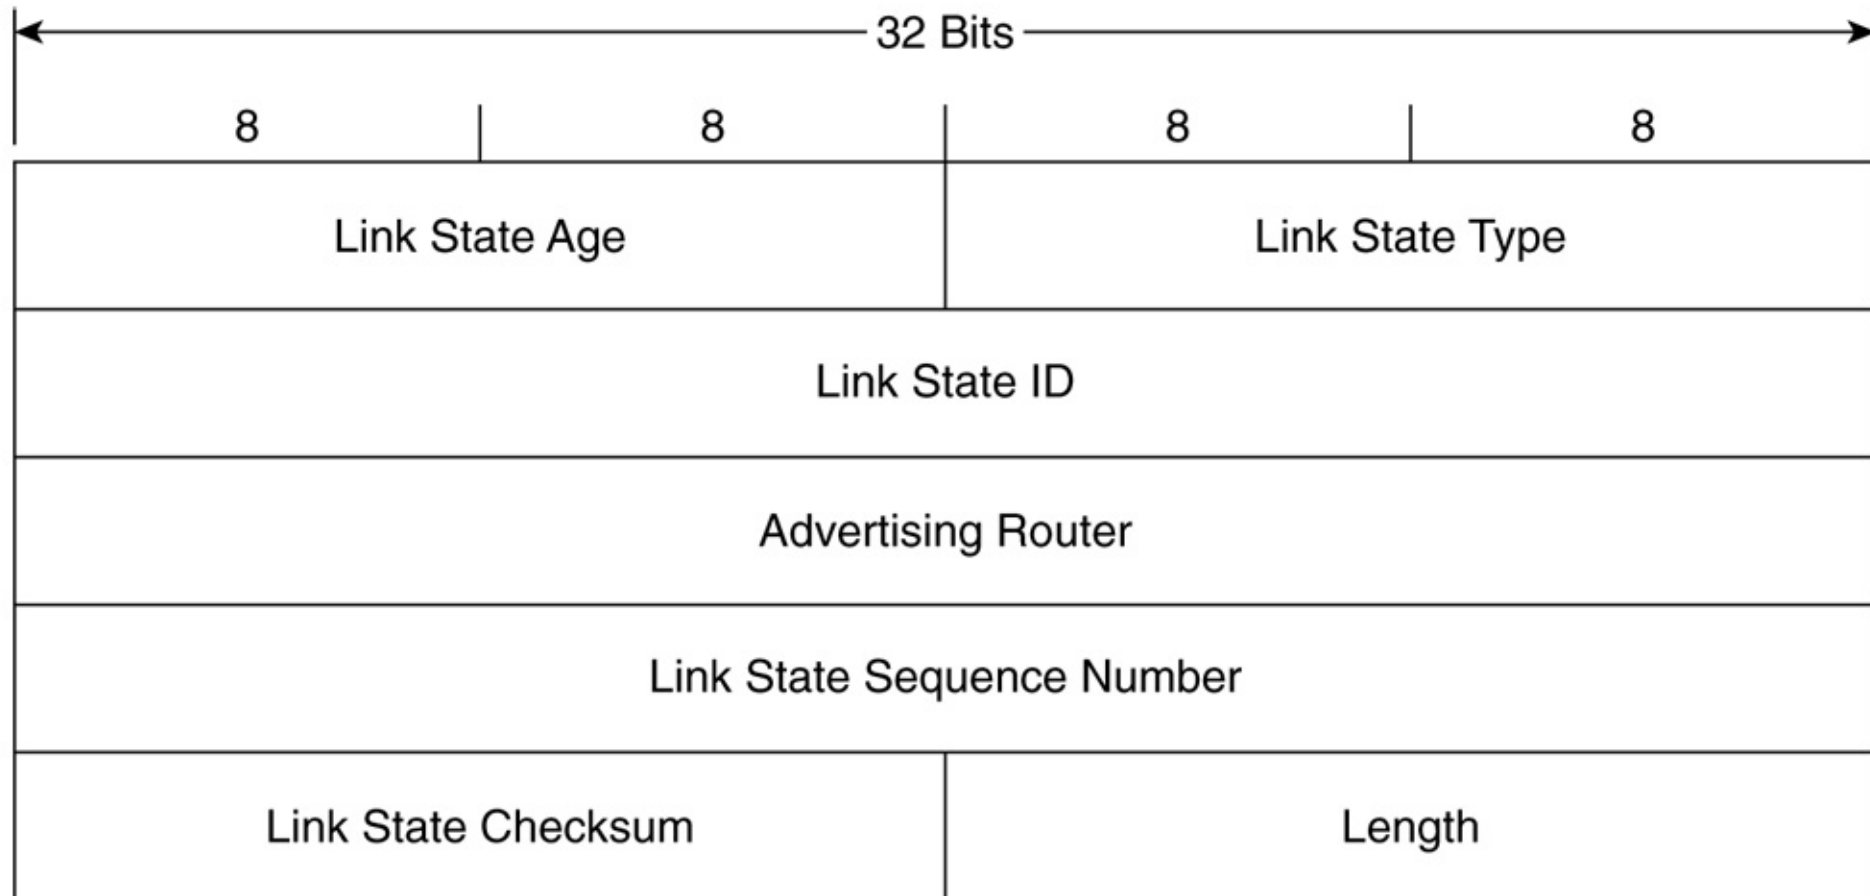 32 Bits
8 8 8 8
Link State Age Link State Type
Link State ID
Advertising Router
Link State Sequence Number
Link State Checksum Length